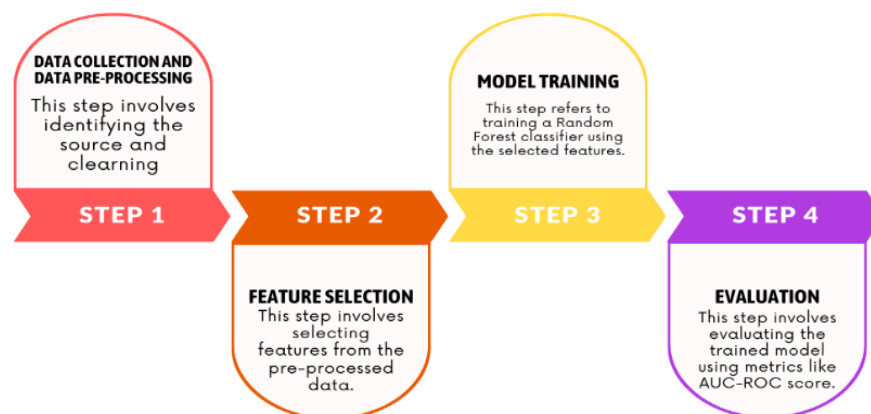 DATA COLLECTION AND
DATA PRE-PROCESSING
This step involves
identifying the
source and clearning
STEP 1
STEP 2
FEATURE SELECTION
This step involves
selecting
features from the
pre-processed
data.
MODEL TRAINING
This step refers to
training a Random
Forest classifier using
the selected features.
STEP 3
STEP 4
EVALUATION
This step involves
evaluating the
trained model
using metrics like
AUC-ROC score.